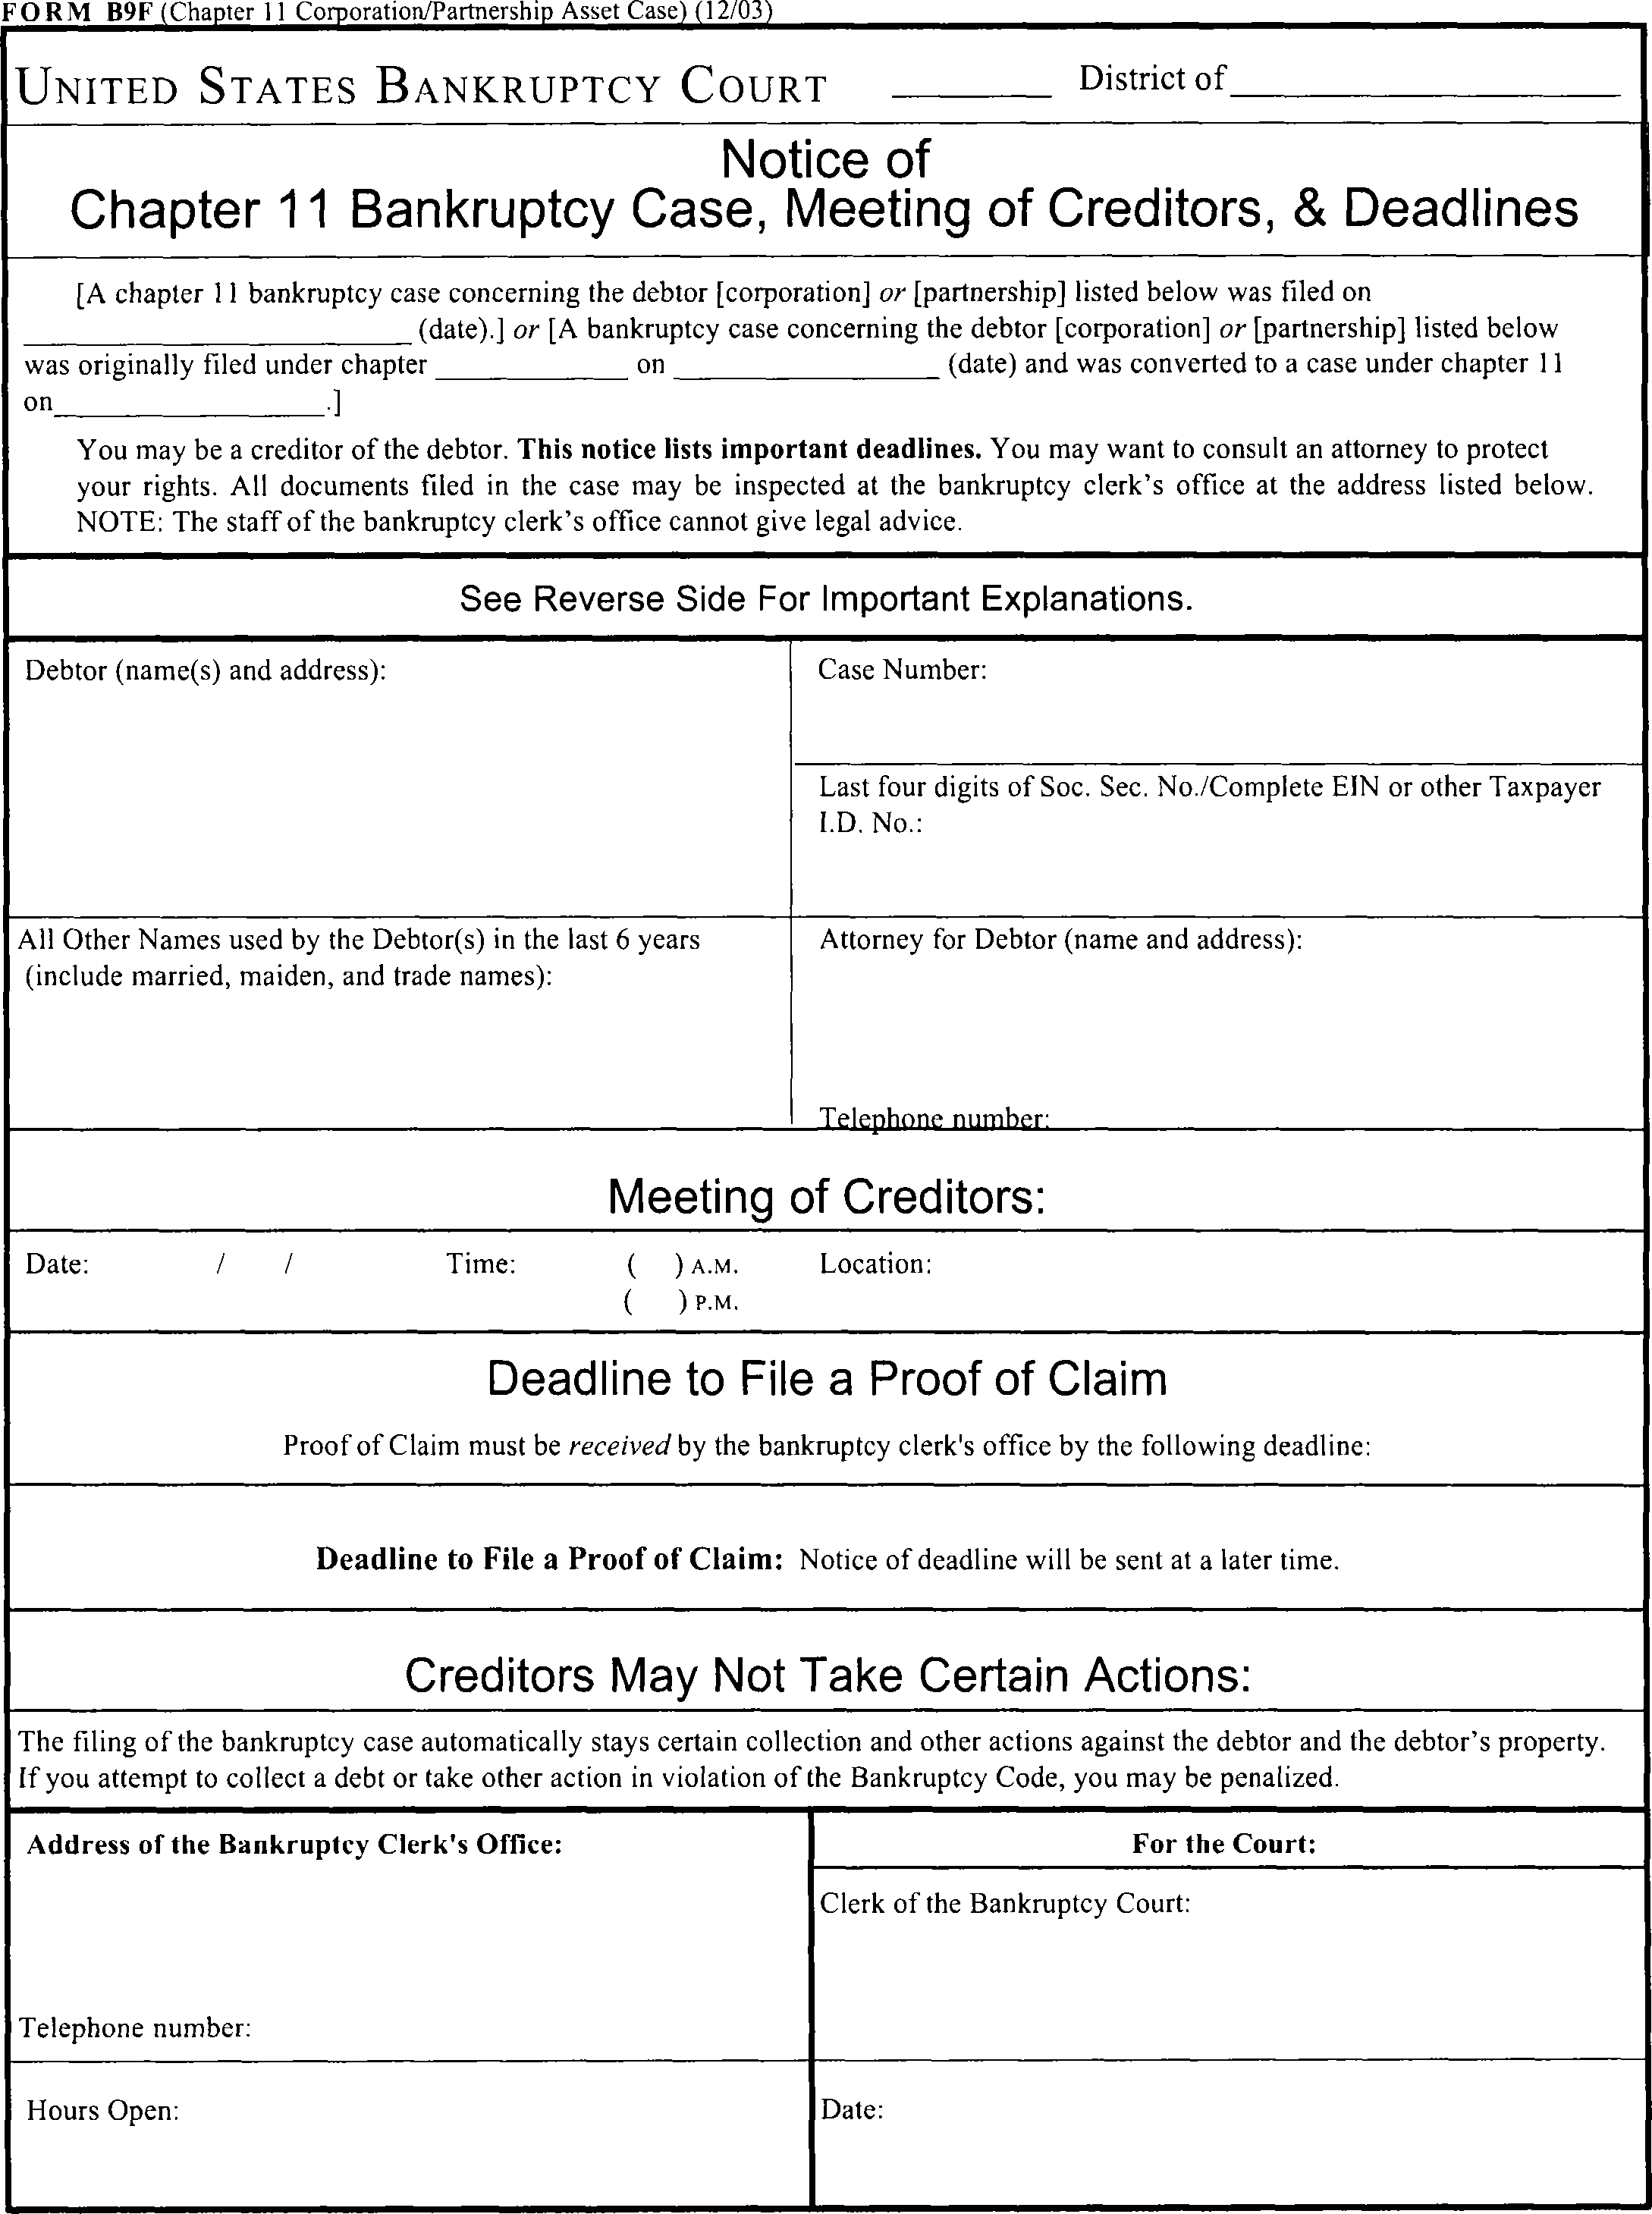 FORM B9F (Chapter 11 Corporation/Partnership Asset Case) (12/03)
UNITED STATES BANKRUPTCY COURT ________ District of ____________________
Notice of
Chapter 11 Bankruptcy Case, Meeting of Creditors, & Deadlines
[A chapter 11 bankruptcy case concerning the debtor [corporation] or [partnership] listed below was filed on
____________________ (date).] or [A bankruptcy case concerning the debtor [corporation] or [partnership] listed below
was originally filed under chapter __________ on ______________ (date) and was converted to a case under chapter 11
on______________.]
You may be a creditor of the debtor. This notice lists important deadlines. You may want to consult an attorney to protect
your rights. All documents filed in the case may be inspected at the bankruptcy clerk's office at the address listed below.
NOTE: The staff of the bankruptcy clerk's office cannot give legal advice.
See Reverse Side For Important Explanations.
Debtor (name(s) and address):
Case Number:
Last four digits of Soc. Sec. No./Complete EIN or other Taxpayer
I.D. No.:
All Other Names used by the Debtor(s) in the last 6 years
(include married, maiden, and trade names):
Attorney for Debtor (name and address):
Telephone number:
Meeting of Creditors:
Date: / / Time: ( ) A.M. Location:
( ) P.M.
Deadline to File a Proof of Claim
Proof of Claim must be received by the bankruptcy clerk's office by the following deadline:
Deadline to File a Proof of Claim: Notice of deadline will be sent at a later time.
Creditors May Not Take Certain Actions:
The filing of the bankruptcy case automatically stays certain collection and other actions against the debtor and the debtor's property.
If you attempt to collect a debt or take other action in violation of the Bankruptcy Code, you may be penalized.
Address of the Bankruptcy Clerk's Office:
Telephone number:
For the Court:
Clerk of the Bankruptcy Court:
Hours Open:
Date: